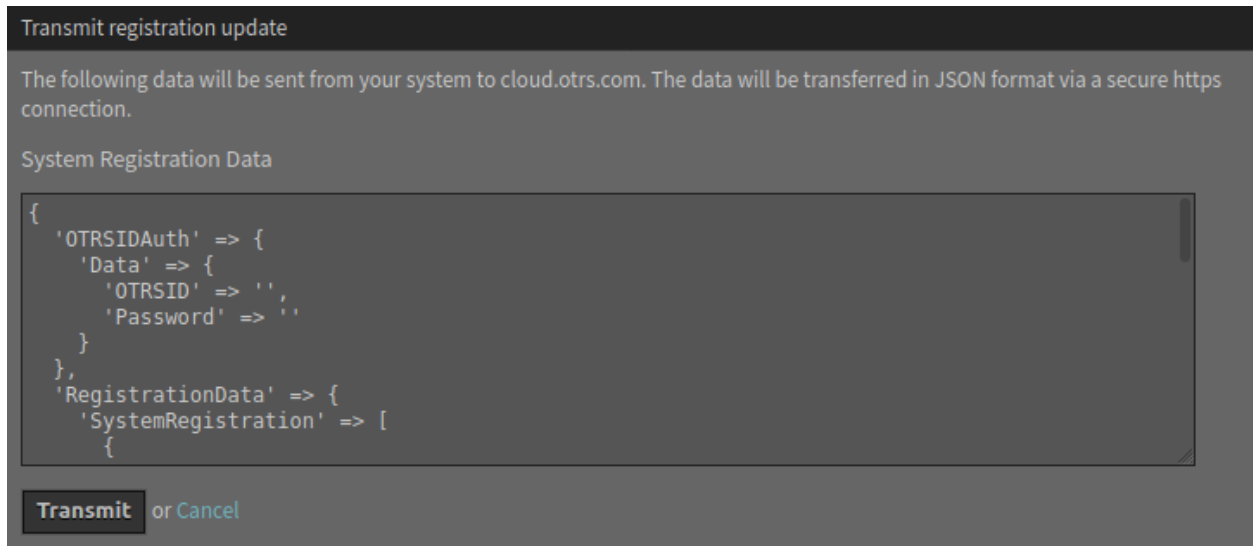 Transmit registration update
The following data will be sent from your system to cloud.otrs.com. The data will be transferred in JSON format via a secure https
connection.
System Registration Data
{
  'OTRSIDAuth' => {
    'Data' => {
      'OTRSID' => '',
      'Password' => ''
    }
  },
  'RegistrationData' => {
    'SystemRegistration' => [
      {
Transmit or Cancel